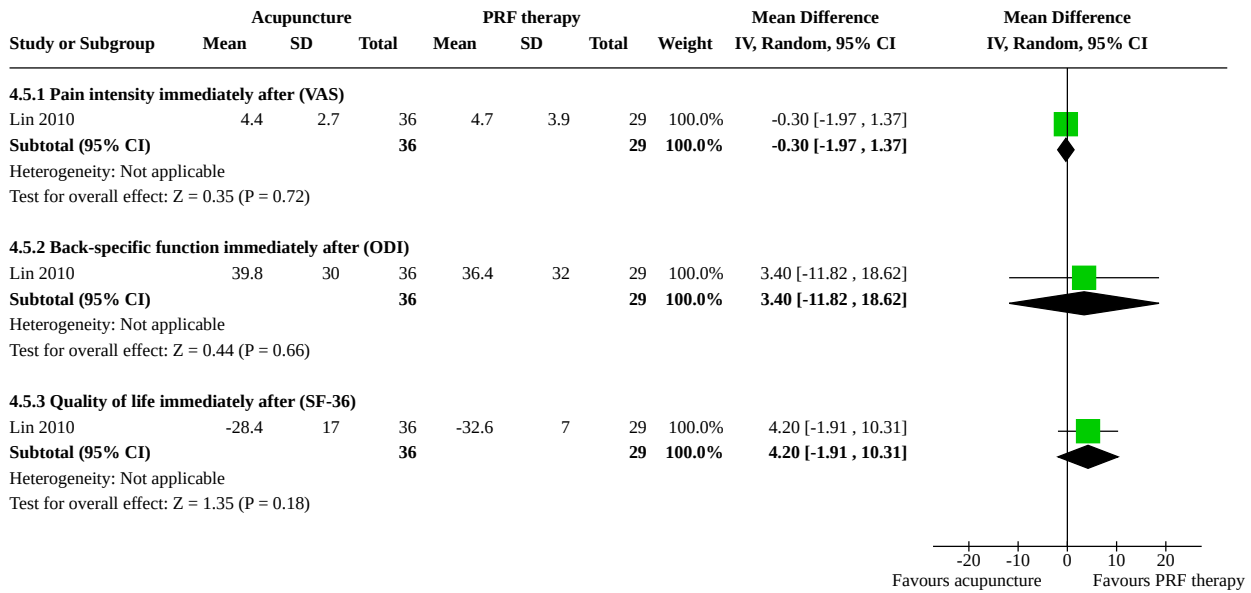 Acupuncture PRF therapy Mean Difference Mean Difference
Study or Subgroup Mean SD Total Mean SD Total Weight IV, Random, 95% CI IV, Random, 95% CI
4.5.1 Pain intensity immediately after (VAS)
Lin 2010 4.4 2.7 36 4.7 3.9 29 100.0% -0.30 [-1.97 , 1.37]
Subtotal (95% CI) 36 29 100.0% -0.30 [-1.97 , 1.37]
Heterogeneity: Not applicable
Test for overall effect: Z = 0.35 (P = 0.72)
4.5.2 Back-specific function immediately after (ODI)
Lin 2010 39.8 30 36 36.4 32 29 100.0% 3.40 [-11.82 , 18.62]
Subtotal (95% CI) 36 29 100.0% 3.40 [-11.82 , 18.62]
Heterogeneity: Not applicable
Test for overall effect: Z = 0.44 (P = 0.66)
4.5.3 Quality of life immediately after (SF-36)
Lin 2010 -28.4 17 36 -32.6 7 29 100.0% 4.20 [-1.91 , 10.31]
Subtotal (95% CI) 36 29 100.0% 4.20 [-1.91 , 10.31]
Heterogeneity: Not applicable
Test for overall effect: Z = 1.35 (P = 0.18)
-20 -10 0 10 20
Favours acupuncture Favours PRF therapy